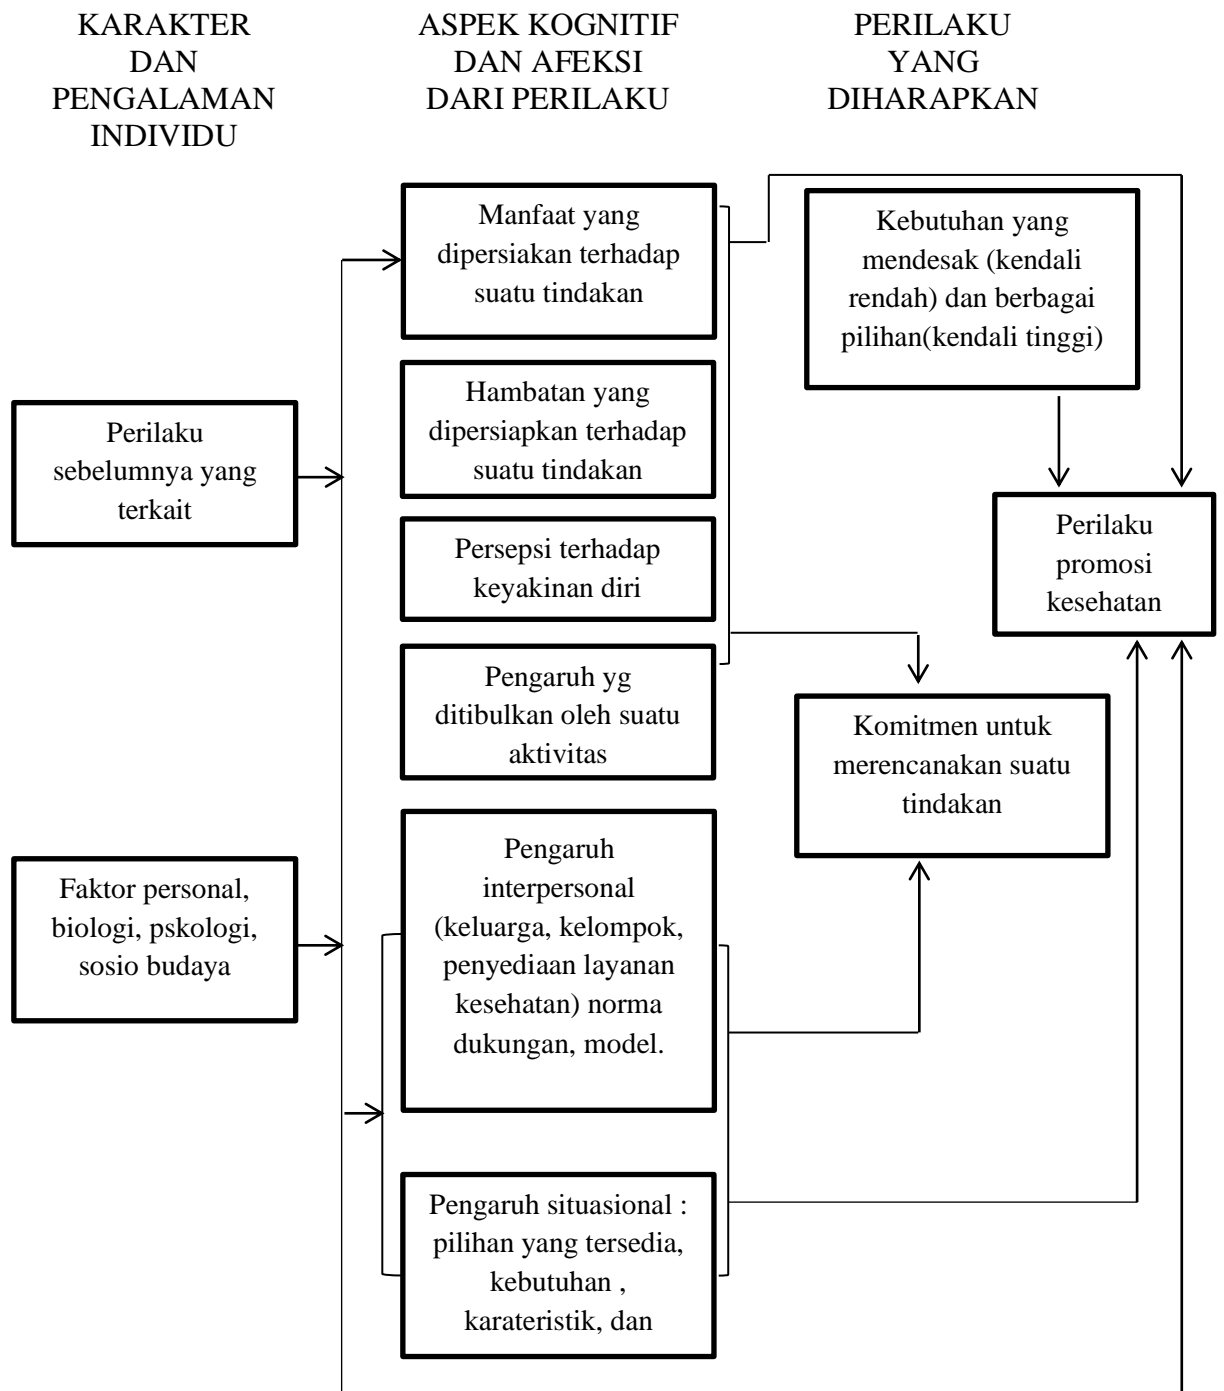 KARAKTER
DAN
PENGALAMAN
INDIVIDU
ASPEK KOGNITIF
DAN AFEKSI
DARI PERILAKU
PERILAKU
YANG
DIHARAPKAN
Manfaat yang
dipersiakan terhadap
suatu tindakan
Kebutuhan yang
mendesak (kendali
rendah) dan berbagai
pilihan(kendali tinggi)
Hambatan yang
dipersiapkan terhadap
suatu tindakan
Perilaku
sebelumnya yang
terkait
Persepsi terhadap
keyakinan diri
Perilaku
promosi
kesehatan
Pengaruh yg
ditibulkan oleh suatu
aktivitas
Komitmen untuk
merencanakan suatu
tindakan
Faktor personal,
biologi, pskologi,
sosio budaya
Pengaruh
interpersonal
(keluarga, kelompok,
penyediaan layanan
kesehatan) norma
dukungan, model.
Pengaruh situasional :
pilihan yang tersedia,
kebutuhan ,
karateristik, dan